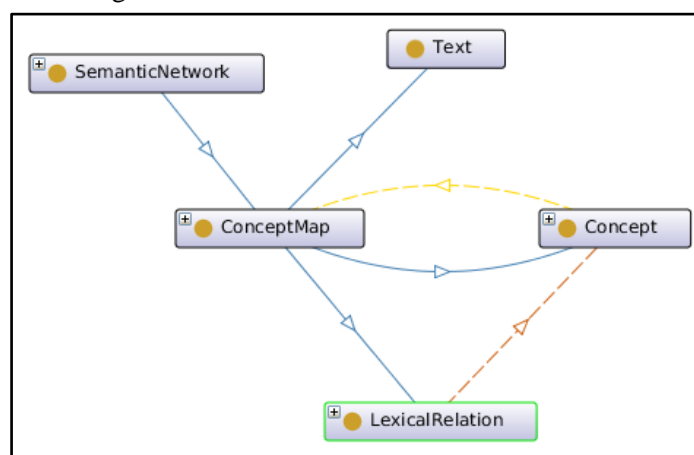 Text
SemanticNetwork
ConceptMap
Concept
LexicalRelation